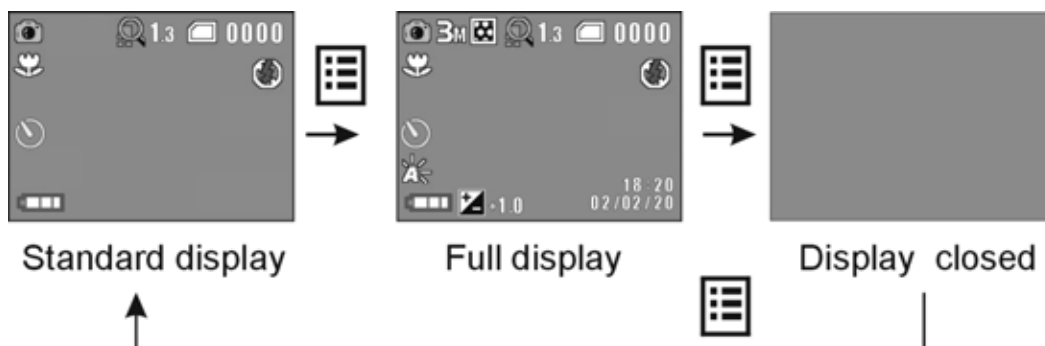 1.3 0000
3M 1.3 0000
A
18:20
-1.0 02/02/20
Standard display
Full display
Display closed